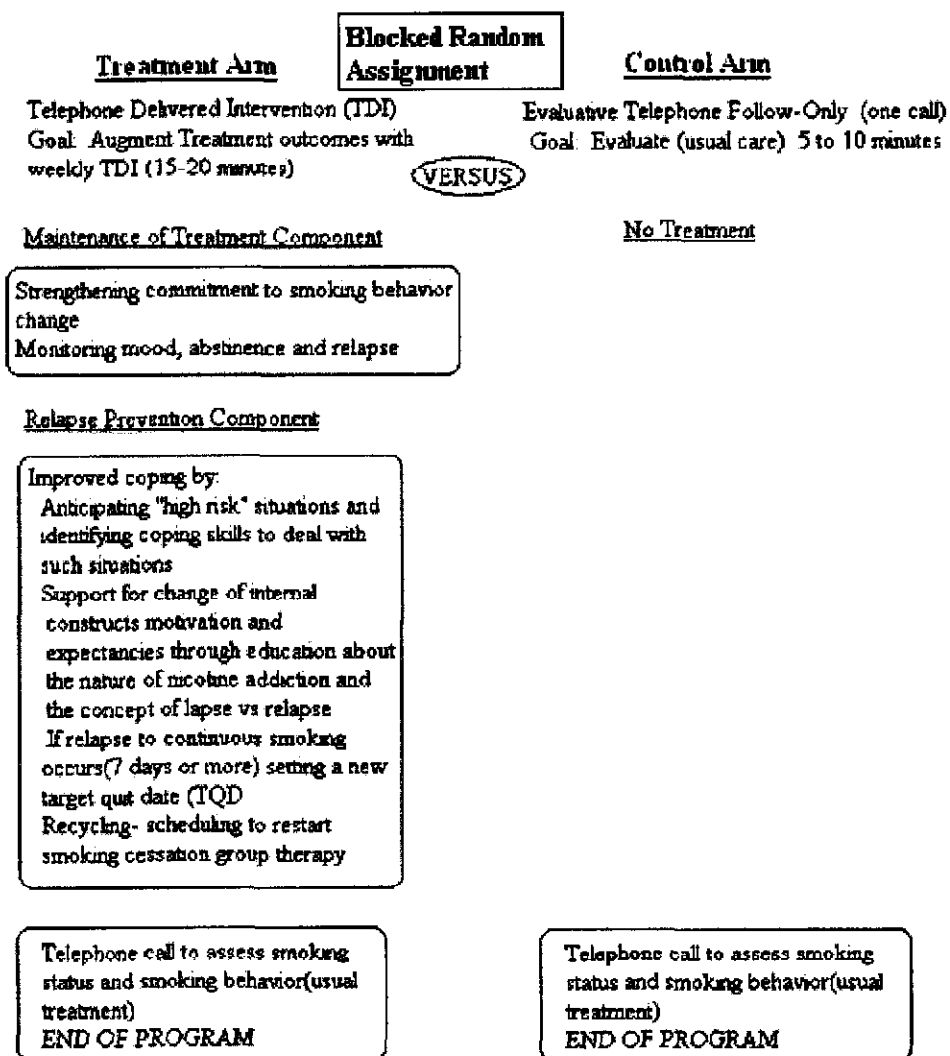 Blocked Random
Assignment
Treatment Arm
Telephone Delivered Intervention (TDI)
Goal: Augment Treatment outcomes with
weekly TDI (15-20 minutes)
VERSUS
Control Arm
Evaluative Telephone Follow-Only (one call)
Goal: Evaluate (usual care) 5 to 10 minutes
Maintenance of Treatment Component
No Treatment
Strengthening commitment to smoking behavior
change
Monitoring mood, abstinence and relapse
Relapse Prevention Component
Improved coping by:
Anticipating "high risk" situations and
identifying coping skills to deal with
such situations
Support for change of internal
constructs motivation and
expectancies through education about
the nature of nicotine addiction and
the concept of lapse vs relapse
If relapse to continuous smoking
occurs(7 days or more) setting a new
target quit date (TQD
Recycling- scheduling to restart
smoking cessation group therapy
Telephone call to assess smoking
status and smoking behavior(usual
treatment)
END OF PROGRAM
Telephone call to assess smoking
status and smoking behavior(usual
treatment)
END OF PROGRAM